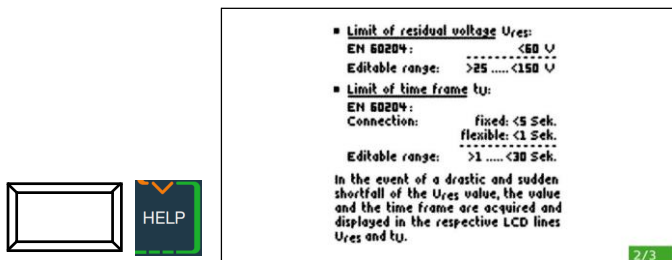 ▪ Limit of residual voltage Ures:
EN 60204: <60 V
Editable range: >25 ..... <150 V
▪ Limit of time frame tU:
EN 60204:
Connection: fixed: <5 Sek.
flexible: <1 Sek.
Editable range: >1 ..... <30 Sek.
In the event of a drastic and sudden
shortfall of the Ures value, the value
and the time frame are acquired and
displayed in the respective LCD lines
Ures and tU.
HELP
2/3